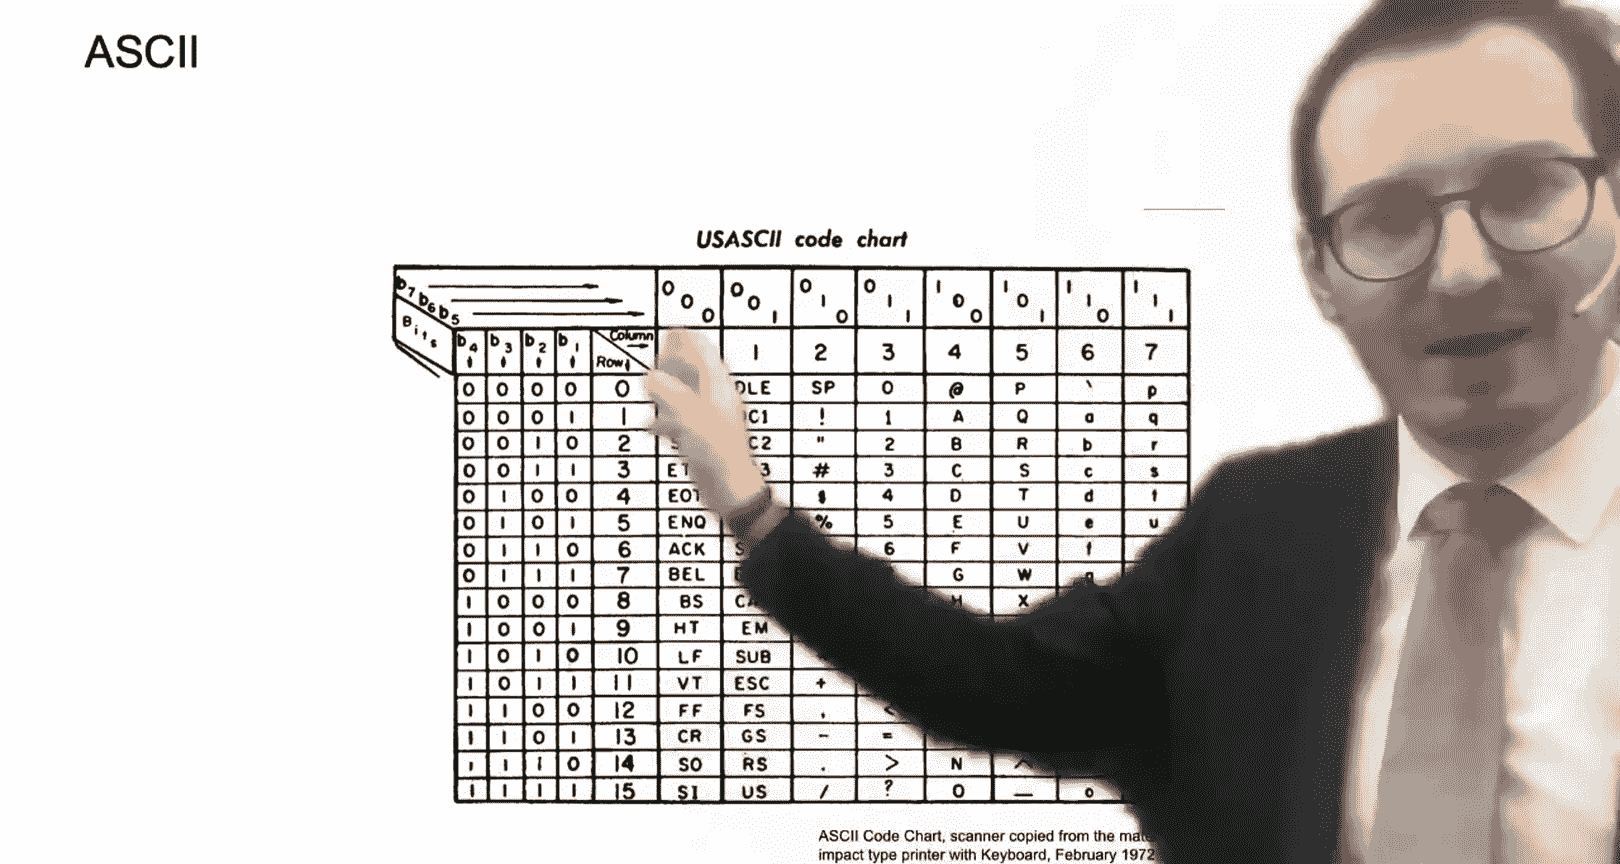 ASCII
USASCII code chart
b7 b6 b5
Bits
0 0 0 0 0 1 0 1 0 0 1 1 1 0 0 1 0 1 1 1 0 1 1 1
b4 b3 b2 b1 Column Row 1 2 3 4 5 6 7
0 0 0 0 0 DLE SP 0 @ P ` p
0 0 0 1 1 ! 1 A Q a q
0 0 1 0 2 " 2 B R b r
0 0 1 1 3 # 3 C S c s
0 1 0 0 4 EOT $ 4 D T d t
0 1 0 1 5 ENQ % 5 E U e u
0 1 1 0 6 ACK 6 F V f
0 1 1 1 7 BEL G W g
1 0 0 0 8 BS H X
1 0 0 1 9 HT EM
1 0 1 0 10 LF SUB
1 0 1 1 11 VT ESC +
1 1 0 0 12 FF FS , <
1 1 0 1 13 CR GS - =
1 1 1 0 14 SO RS . > N ^
1 1 1 1 15 SI US / ? O _ o
ASCII Code Chart, scanner copied from the
impact type printer with Keyboard, February 1972